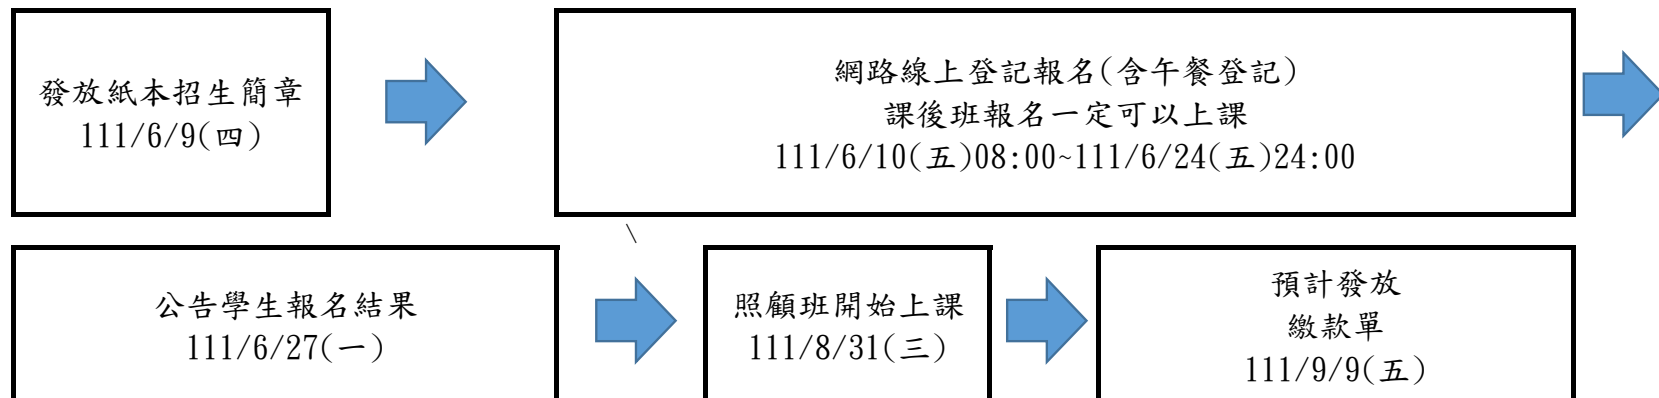 發放紙本招生簡章
111/6/9(四)
網路線上登記報名(含午餐登記)
課後班報名一定可以上課
111/6/10(五)08:00~111/6/24(五)24:00
\
公告學生報名結果
111/6/27(一)
照顧班開始上課
111/8/31(三)
預計發放
繳款單
111/9/9(五)